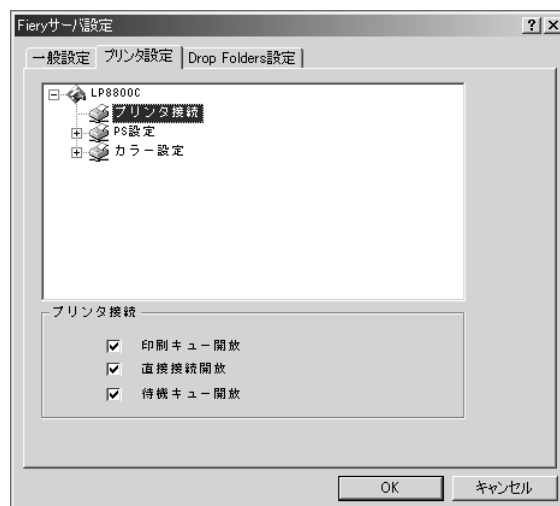 Fieryサーバ設定
一般設定 プリンタ設定 Drop Folders設定
LP8800C
プリンタ接続
PS設定
カラー設定
プリンタ接続
印刷キュー開放
直接接続開放
待機キュー開放
OK キャンセル